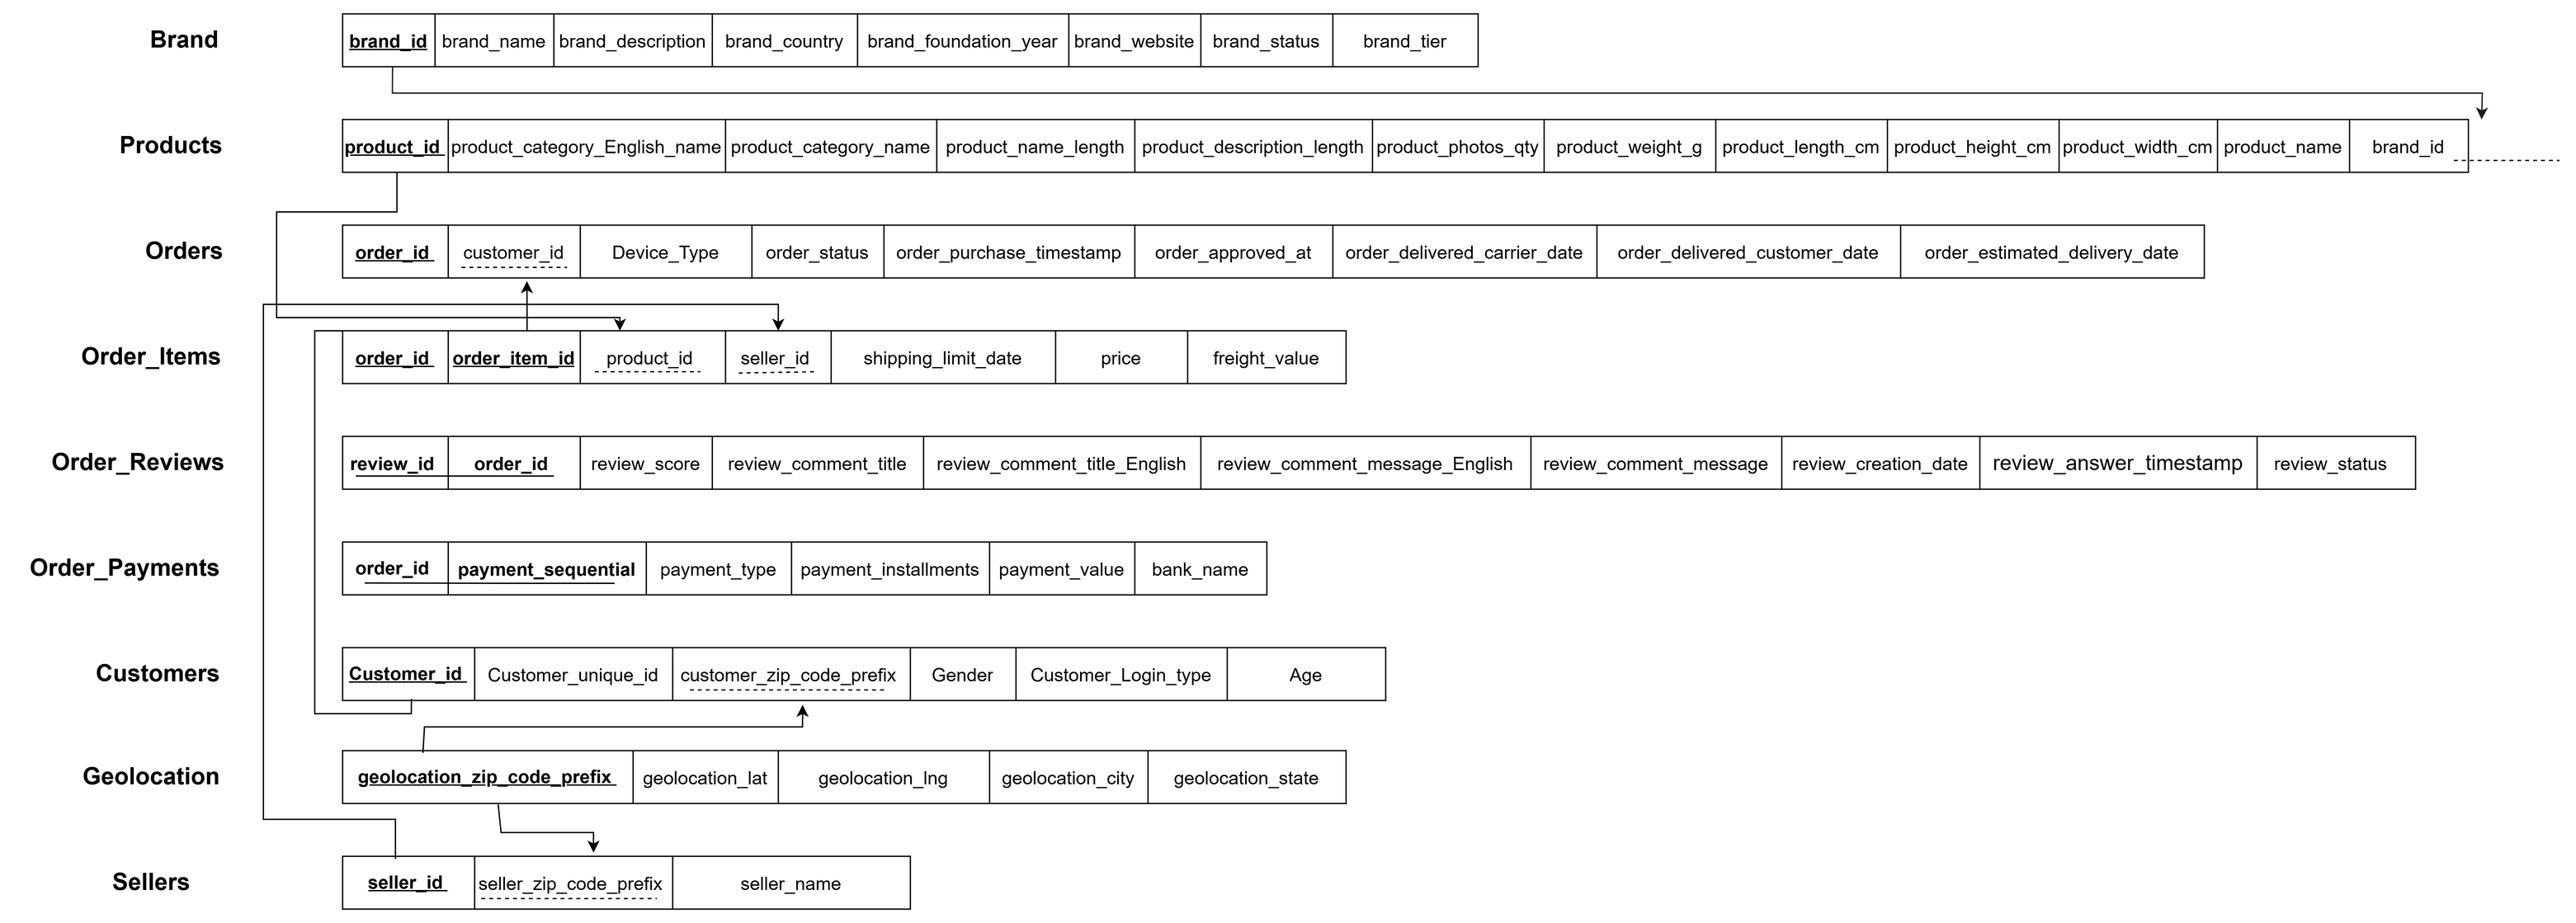 Brand
brand_id brand_name brand_description brand_country brand_foundation_year brand_website brand_status brand_tier
Products
product_id product_category_English_name product_category_name product_name_length product_description_length product_photos_qty product_weight_g product_length_cm product_height_cm product_width_cm product_name brand_id
Orders
order_id customer_id Device_Type order_status order_purchase_timestamp order_approved_at order_delivered_carrier_date order_delivered_customer_date order_estimated_delivery_date
Order_Items
order_id order_item_id product_id seller_id shipping_limit_date price freight_value
Order_Reviews
review_id order_id review_score review_comment_title review_comment_title_English review_comment_message_English review_comment_message review_creation_date review_answer_timestamp review_status
Order_Payments
order_id payment_sequential payment_type payment_installments payment_value bank_name
Customers
Customer_id Customer_unique_id customer_zip_code_prefix Gender Customer_Login_type Age
Geolocation
geolocation_zip_code_prefix geolocation_lat geolocation_lng geolocation_city geolocation_state
Sellers
seller_id seller_zip_code_prefix seller_name